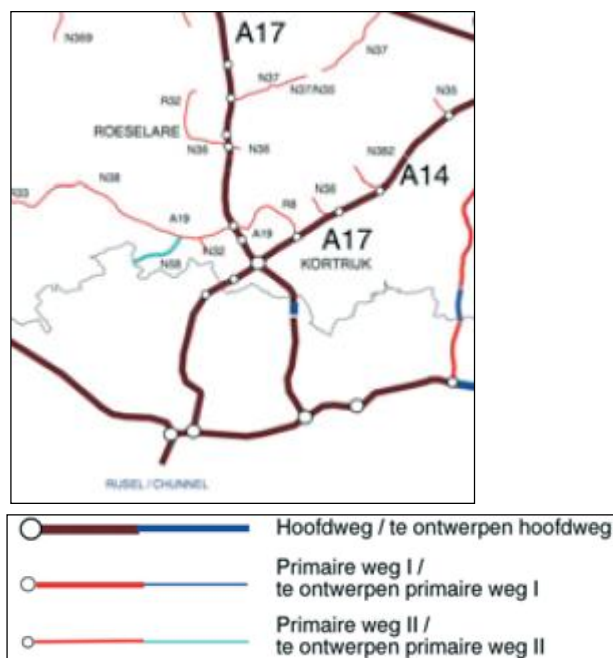 A17
N369
N37
N37
N37/N35
R32
N35
ROESELARE
N36
N36
N382
A14
N38
R33
N36
R8
A19
A19
N32
A17
N58
KORTRIJK
RIJSEL / CHUNNEL
Hoofdweg / te ontwerpen hoofdweg
Primaire weg I /
te ontwerpen primaire weg I
Primaire weg II /
te ontwerpen primaire weg II